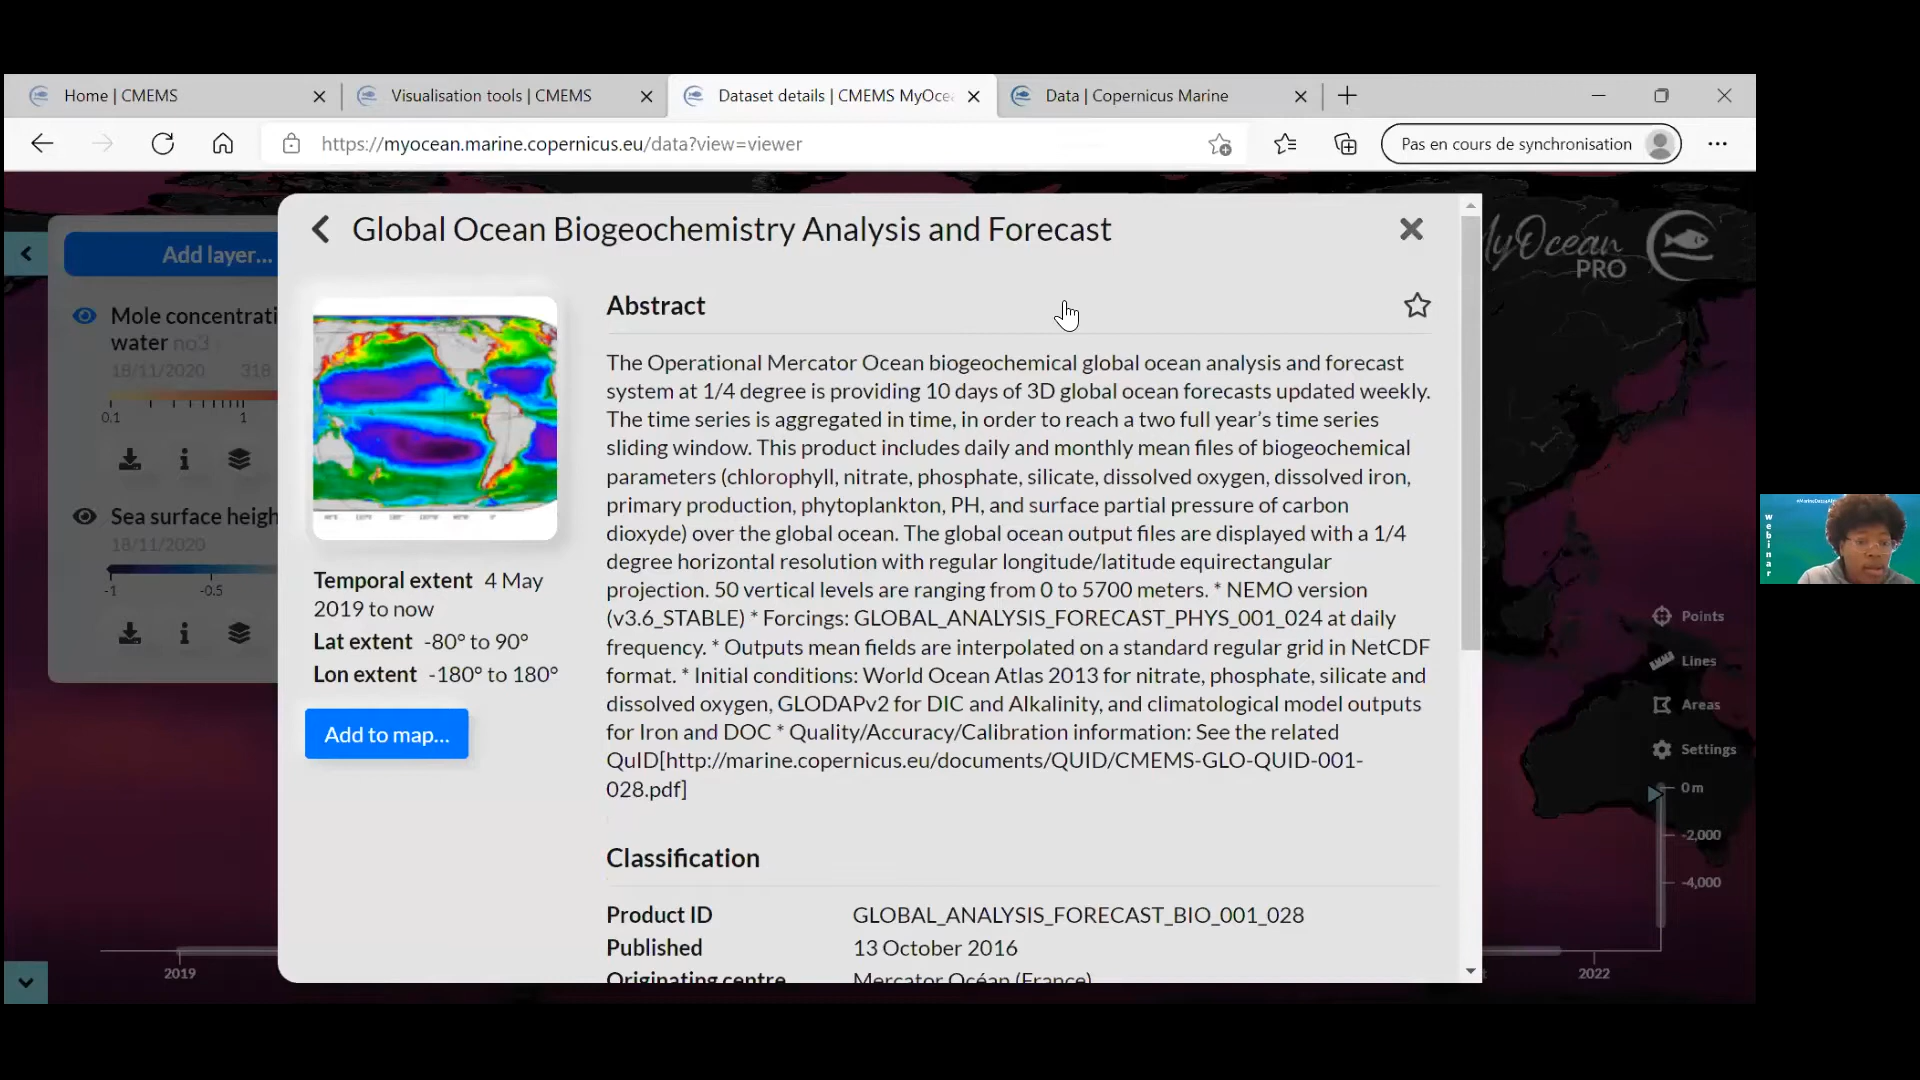 Home | CMEMS
Visualisation tools | CMEMS
Dataset details | CMEMS MyOce
Data | Copernicus Marine
https://myocean.marine.copernicus.eu/data?view=viewer
Pas en cours de synchronisation
Global Ocean Biogeochemistry Analysis and Forecast
MyOcean
PRO
Add layer...
Mole concentrati
water no3
18/11/2020 318
0.1 1
Sea surface heigh
18/11/2020
-1 -0.5
Temporal extent 4 May
2019 to now
Lat extent -80° to 90°
Lon extent -180° to 180°
Add to map...
Abstract
The Operational Mercator Ocean biogeochemical global ocean analysis and forecast
system at 1/4 degree is providing 10 days of 3D global ocean forecasts updated weekly.
The time series is aggregated in time, in order to reach a two full year’s time series
sliding window. This product includes daily and monthly mean files of biogeochemical
parameters (chlorophyll, nitrate, phosphate, silicate, dissolved oxygen, dissolved iron,
primary production, phytoplankton, PH, and surface partial pressure of carbon
dioxyde) over the global ocean. The global ocean output files are displayed with a 1/4
degree horizontal resolution with regular longitude/latitude equirectangular
projection. 50 vertical levels are ranging from 0 to 5700 meters. * NEMO version
(v3.6_STABLE) * Forcings: GLOBAL_ANALYSIS_FORECAST_PHYS_001_024 at daily
frequency. * Outputs mean fields are interpolated on a standard regular grid in NetCDF
format. * Initial conditions: World Ocean Atlas 2013 for nitrate, phosphate, silicate and
dissolved oxygen, GLODAPv2 for DIC and Alkalinity, and climatological model outputs
for Iron and DOC * Quality/Accuracy/Calibration information: See the related
QuID[http://marine.copernicus.eu/documents/QUID/CMEMS-GLO-QUID-001-
028.pdf]
Classification
Product ID GLOBAL_ANALYSIS_FORECAST_BIO_001_028
Published 13 October 2016
Originating centre Mercator Océan (France)
Points
Lines
Areas
Settings
0 m
-2,000
-4,000
2019
2022
webinar